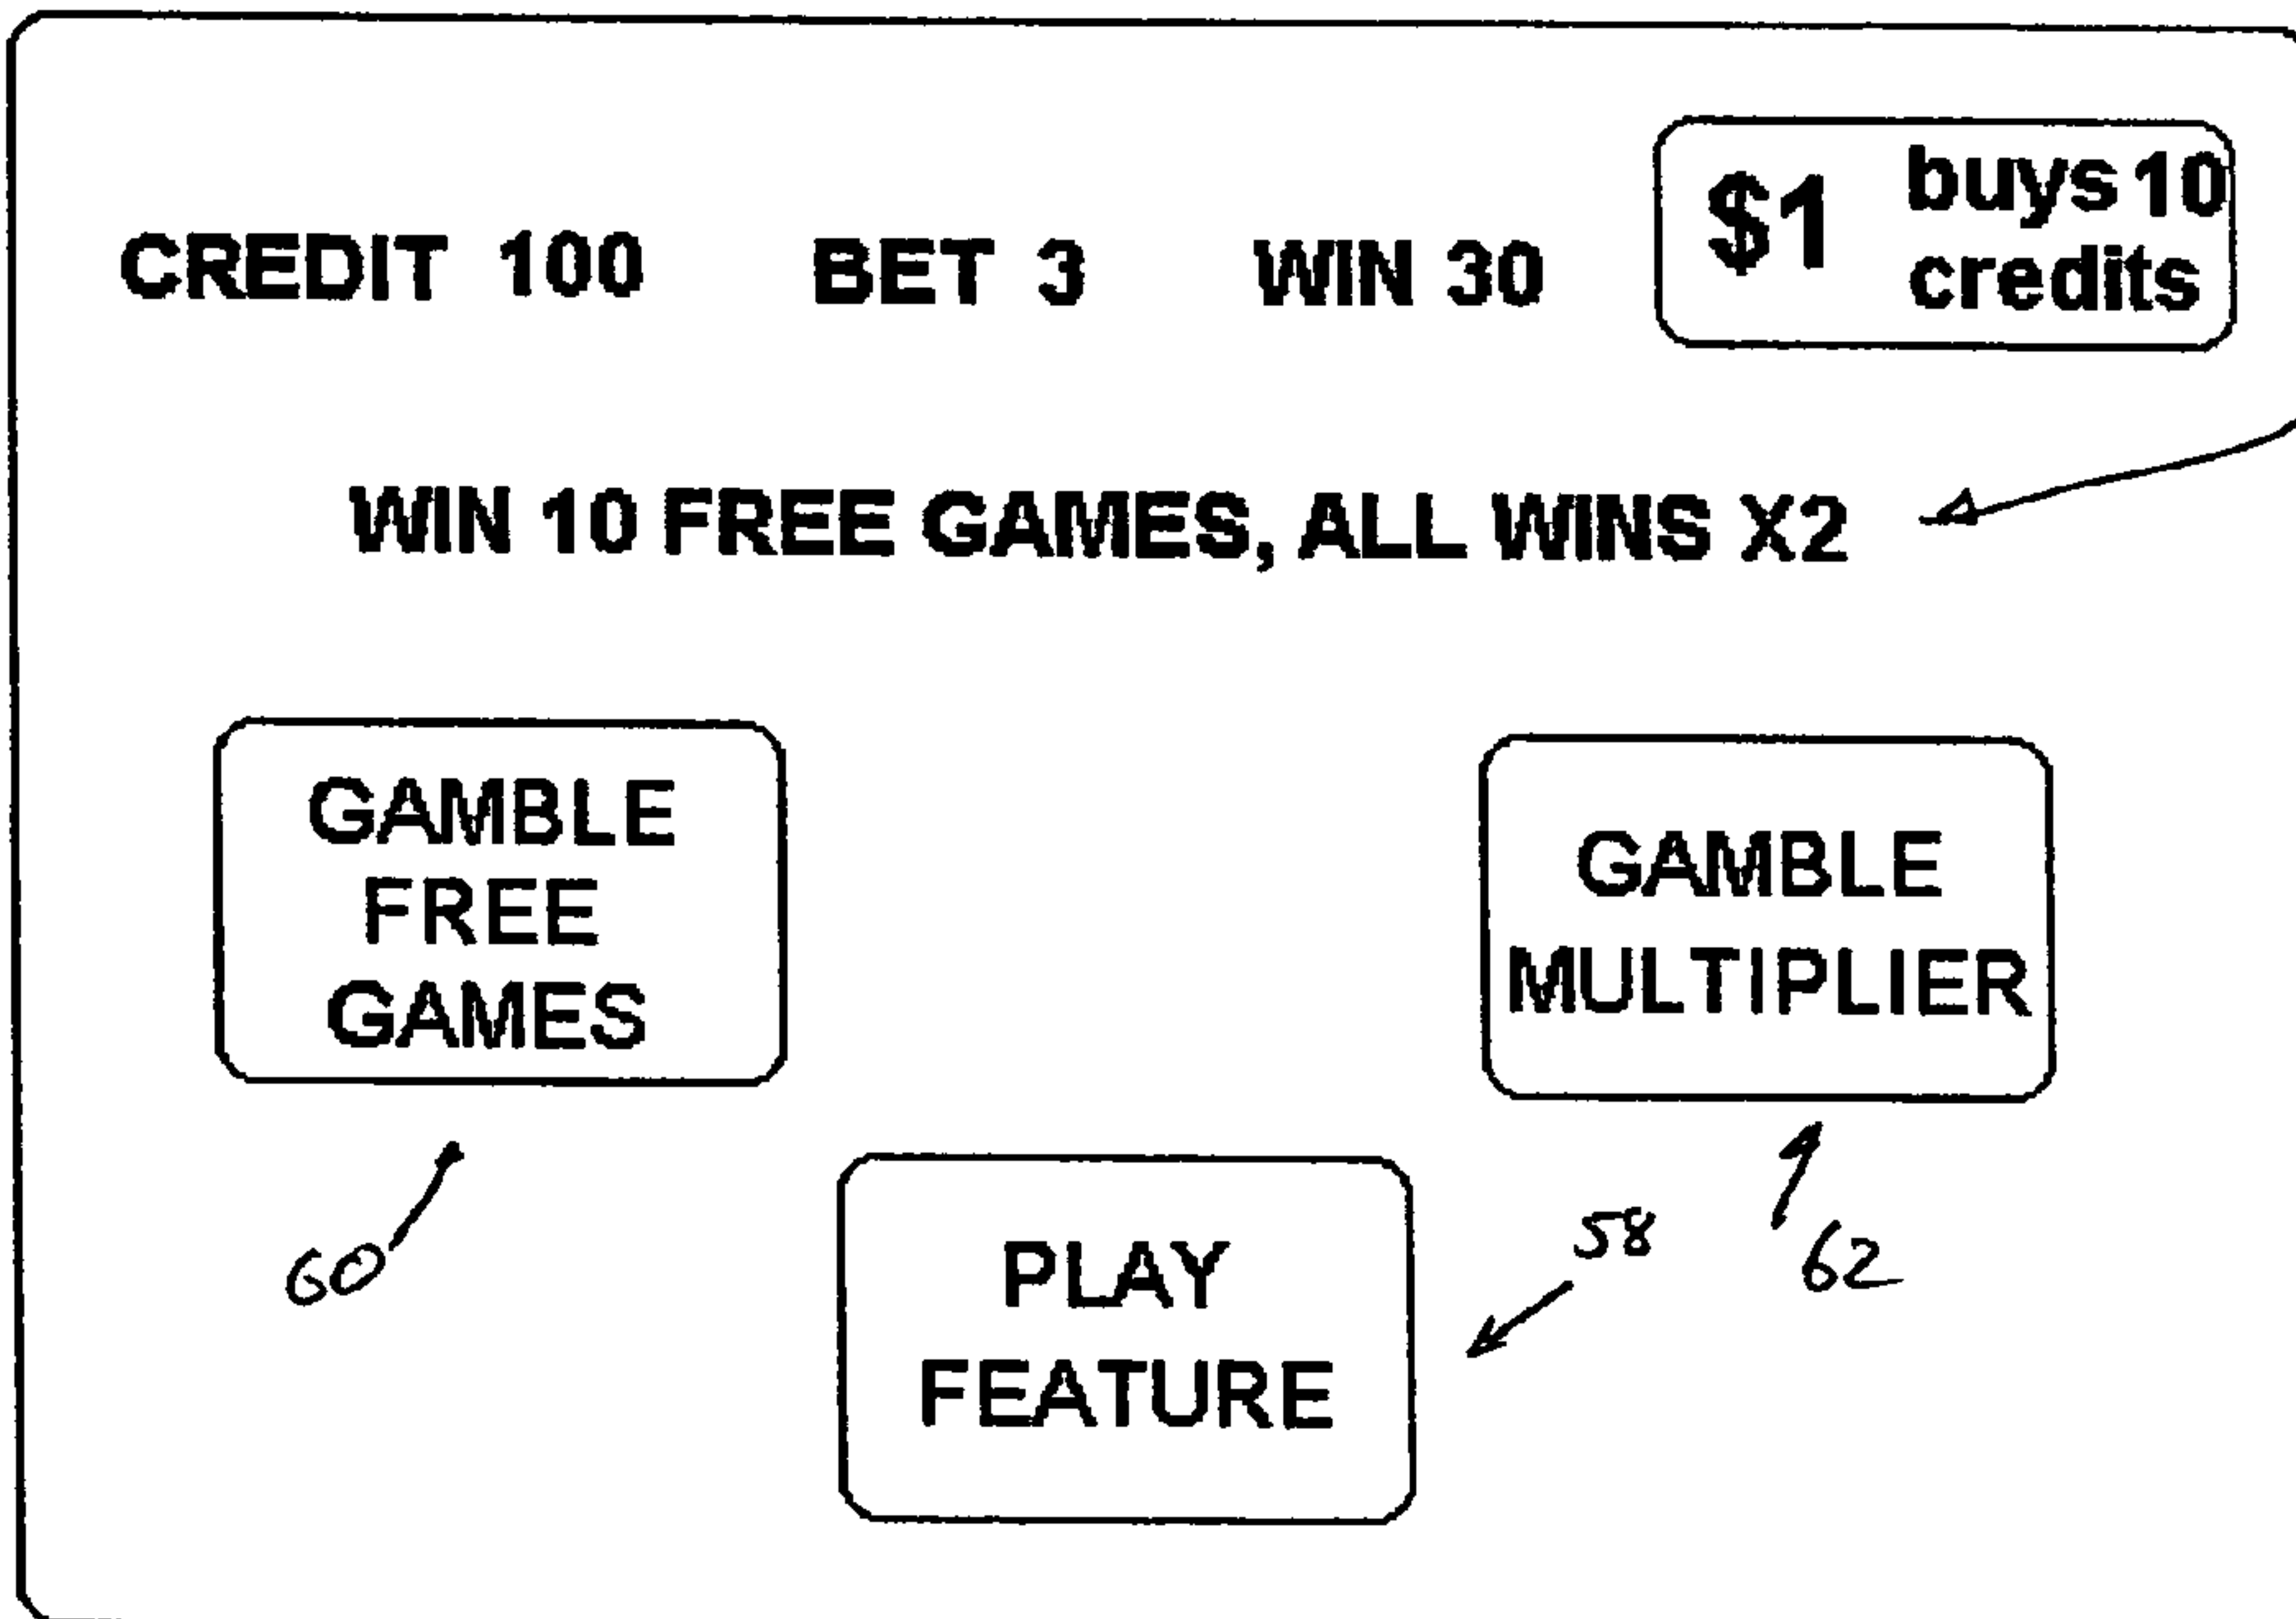 CREDIT 100 BET 3 WIN 30
$1 buys 10
credits
WIN 10 FREE GAMES, ALL WINS X2
GAMBLE
FREE
GAMES
GAMBLE
MULTIPLIER
60
PLAY
FEATURE
58
62